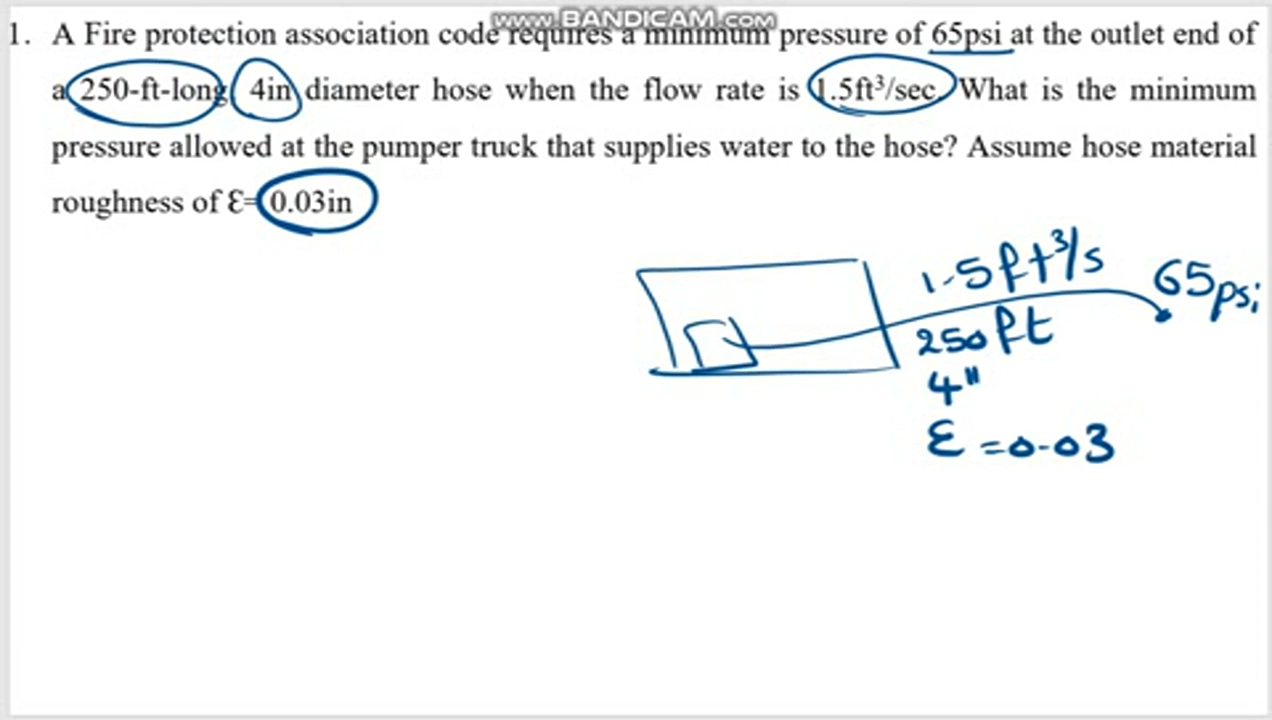 www.BANDICAM.com
1. A Fire protection association code requires a minimum pressure of 65psi at the outlet end of
a 250-ft-long 4in diameter hose when the flow rate is 1.5ft³/sec. What is the minimum
pressure allowed at the pumper truck that supplies water to the hose? Assume hose material
roughness of Ɛ=0.03in
1.5ft³/s
65psi
250ft
4"
Ɛ =0.03